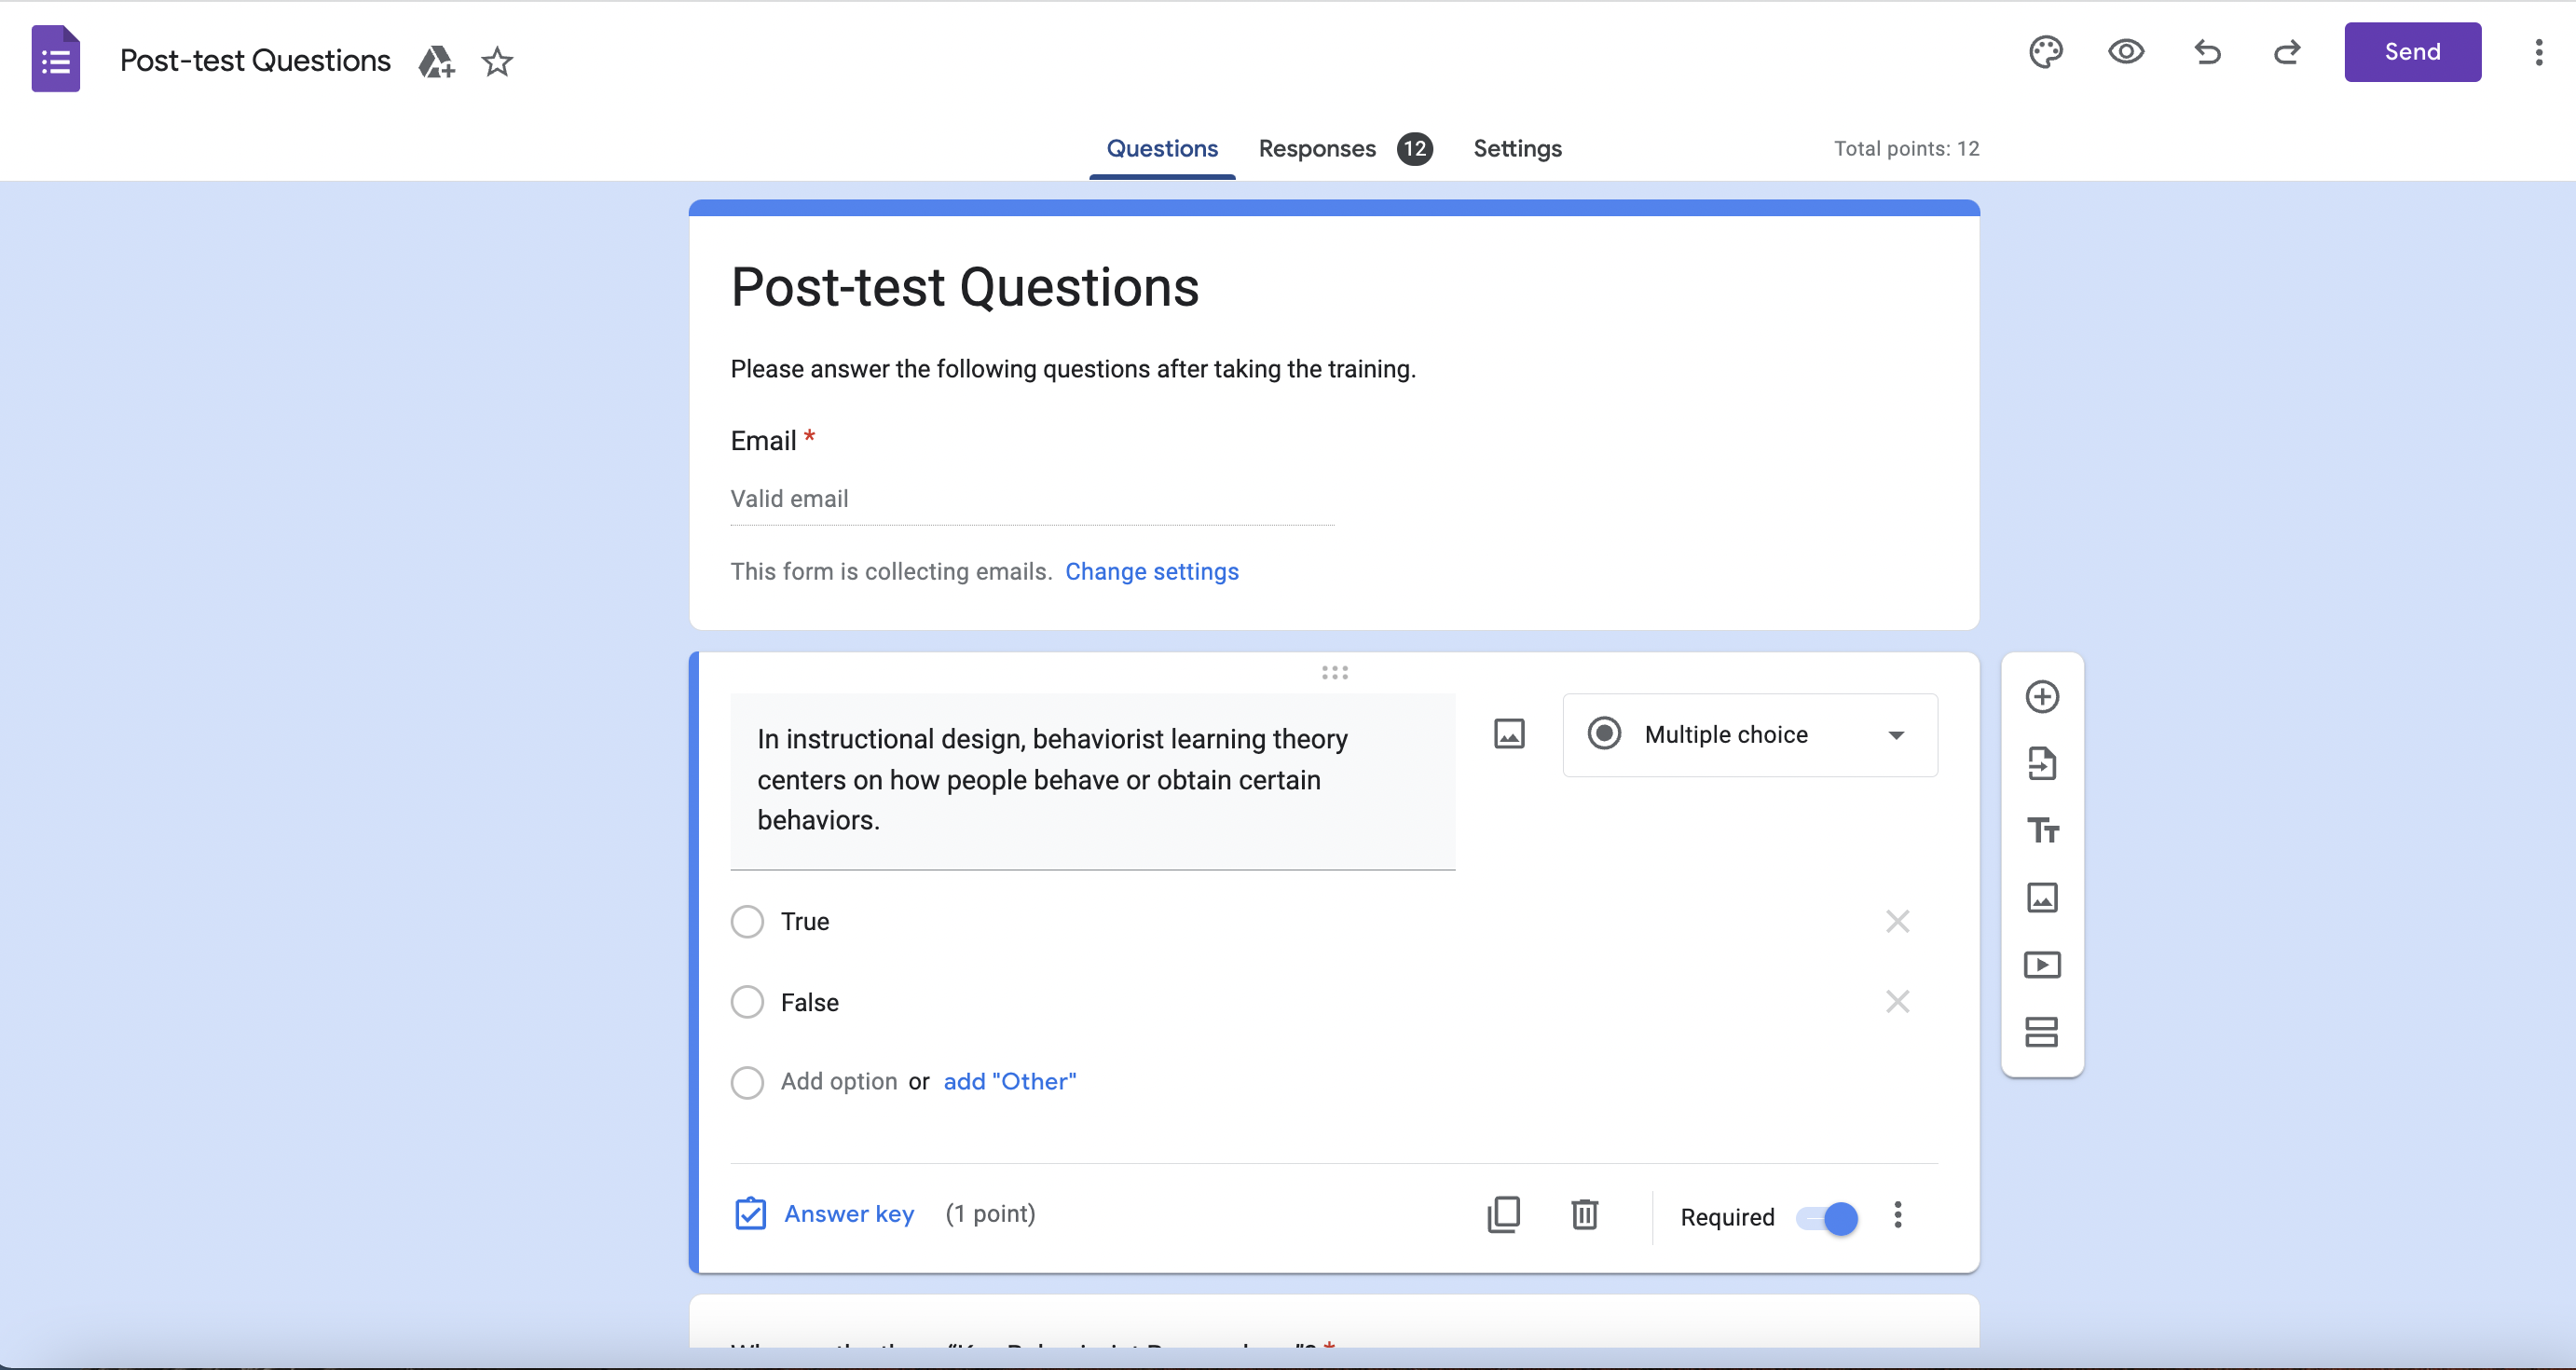 Post-test Questions
Send
Questions
Responses 12
Settings
Total points: 12
Post-test Questions
Please answer the following questions after taking the training.
Email *
Valid email
This form is collecting emails. Change settings
In instructional design, behaviorist learning theory
centers on how people behave or obtain certain
behaviors.
Multiple choice
True
False
Add option or add "Other"
Answer key (1 point)
Required